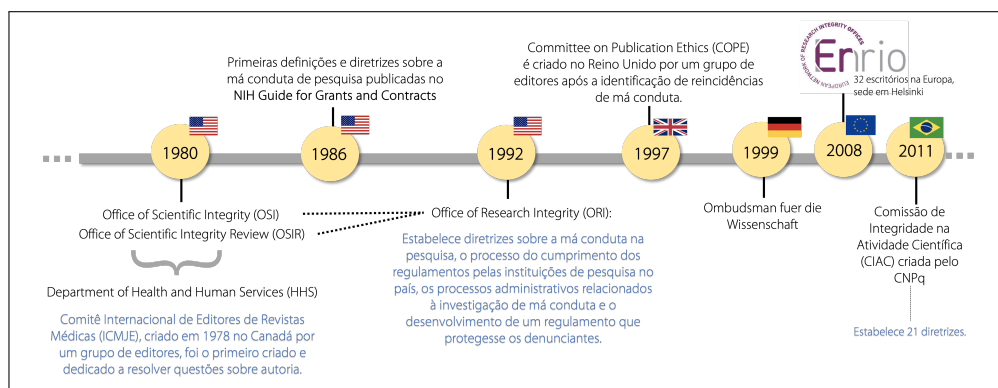 Primeiras definições e diretrizes sobre a
má conduta de pesquisa publicadas no
NIH Guide for Grants and Contracts
Committee on Publication Ethics (COPE)
é criado no Reino Unido por um grupo de
editores após a identificação de reincidências
de má conduta.
EUROPEAN NETWORK OF RESEARCH INTEGRITY OFFICES
Enrio
32 escritórios na Europa,
sede em Helsinki
1980
1986
1992
1997
1999
2008
2011
Office of Scientific Integrity (OSI)
Office of Scientific Integrity Review (OSIR)
Department of Health and Human Services (HHS)
Comitê Internacional de Editores de Revistas
Médicas (ICMJE), criado em 1978 no Canadá por
um grupo de editores, foi o primeiro criado e
dedicado a resolver questões sobre autoria.
Office of Research Integrity (ORI):
Estabelece diretrizes sobre a má conduta na
pesquisa, o processo do cumprimento dos
regulamentos pelas instituições de pesquisa no
país, os processos administrativos relacionados
à investigação de má conduta e o
desenvolvimento de um regulamento que
protegesse os denunciantes.
Ombudsman fuer die
Wissenschaft
Comissão de
Integridade na
Atividade Científica
(CIAC) criada pelo
CNPq
Estabelece 21 diretrizes.